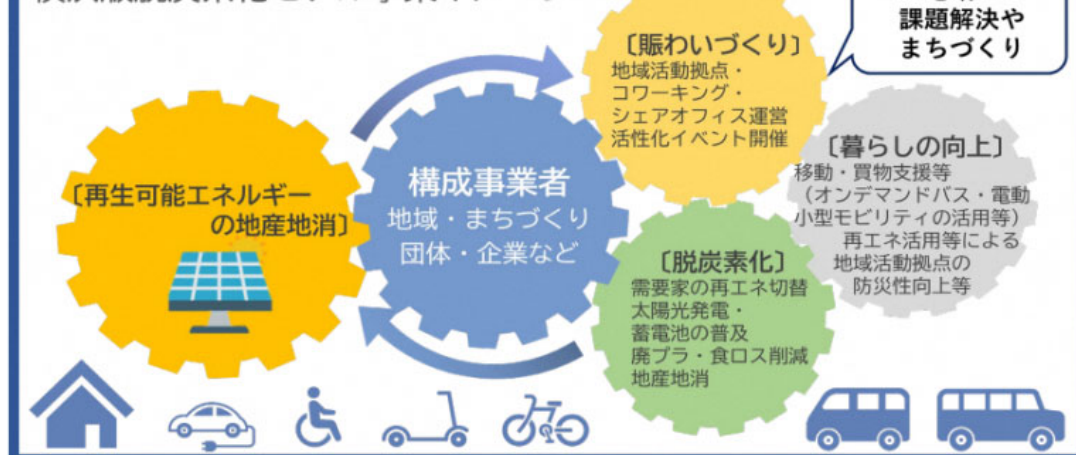 課題解決や
まちづくり
〔賑わいづくり〕
地域活動拠点・
コワーキング・
シェアオフィス運営
活性化イベント開催
〔再生可能エネルギー
の地産地消〕
構成事業者
地域・まちづくり
団体・企業など
〔暮らしの向上〕
移動・買物支援等
（オンデマンドバス・電動
小型モビリティの活用等）
再エネ活用等による
地域活動拠点の
防災性向上等
〔脱炭素化〕
需要家の再エネ切替
太陽光発電・
蓄電池の普及
廃プラ・食ロス削減
地産地消